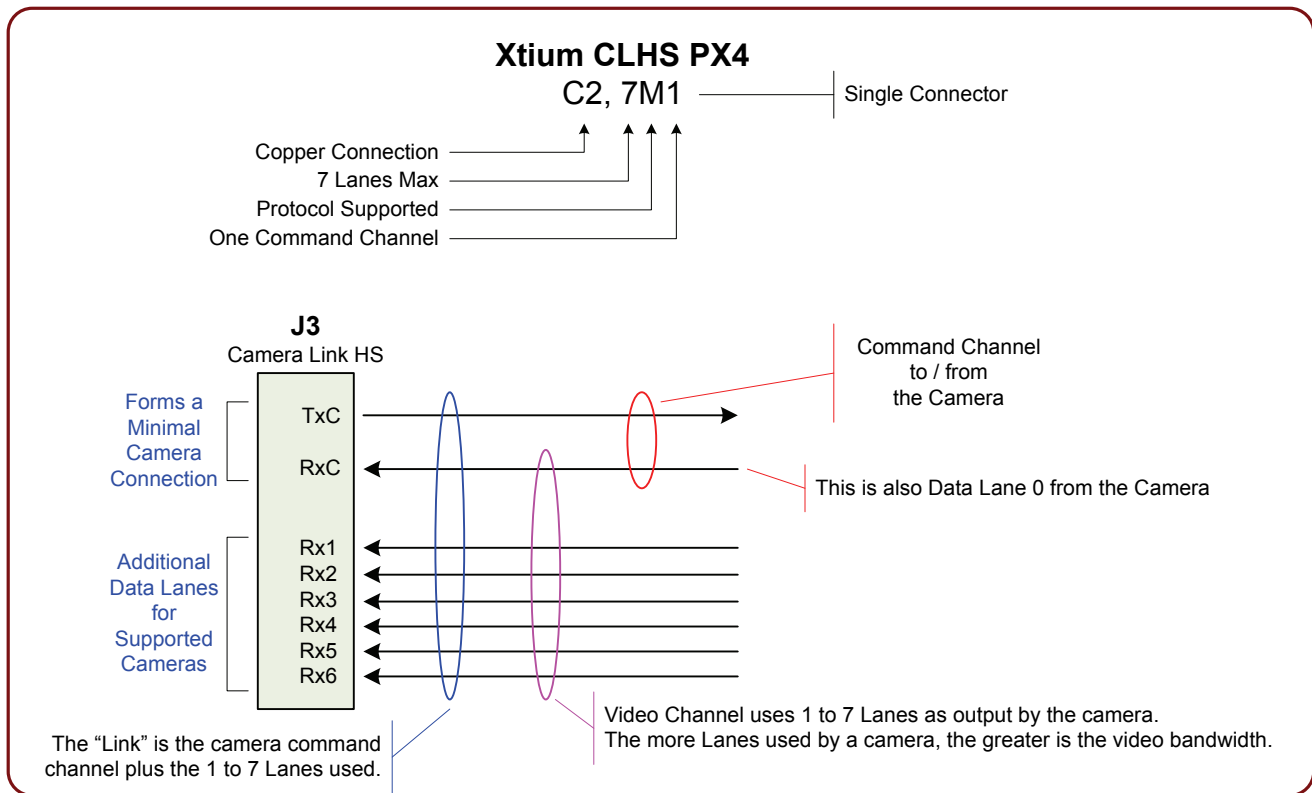 Xtium CLHS PX4
C2, 7M1
Single Connector
Copper Connection
7 Lanes Max
Protocol Supported
One Command Channel
J3
Camera Link HS
Forms a
Minimal
Camera
Connection
TxC
RxC
Command Channel
to / from
the Camera
This is also Data Lane 0 from the Camera
Additional
Data Lanes
for
Supported
Cameras
Rx1
Rx2
Rx3
Rx4
Rx5
Rx6
The “Link” is the camera command
channel plus the 1 to 7 Lanes used.
Video Channel uses 1 to 7 Lanes as output by the camera.
The more Lanes used by a camera, the greater is the video bandwidth.